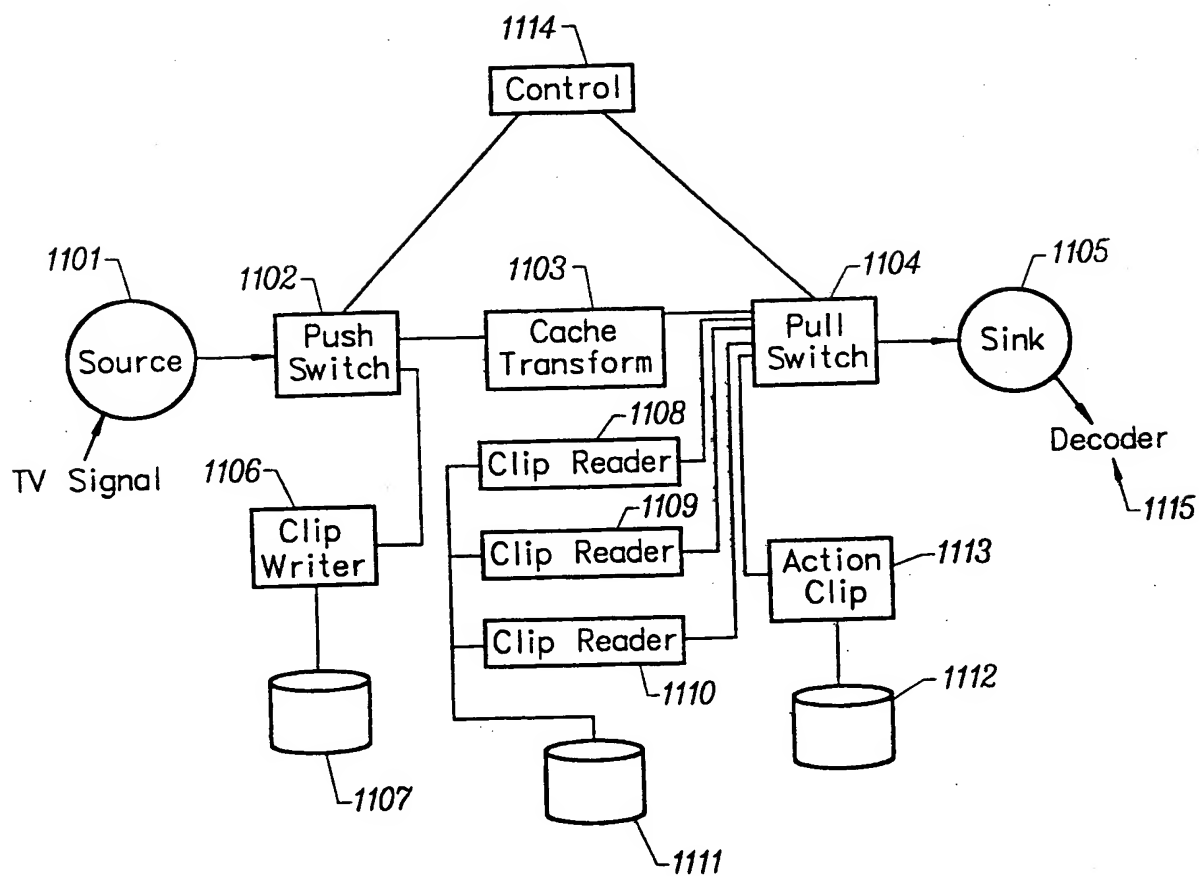 1114
Control
1101
1102
1103
1104
1105
Source
Push
Switch
Cache
Transform
Pull
Switch
Sink
TV Signal
Decoder
1115
1106
Clip
Writer
1108
Clip Reader
1109
Clip Reader
Clip Reader
1110
Action
Clip
1113
1107
1111
1112